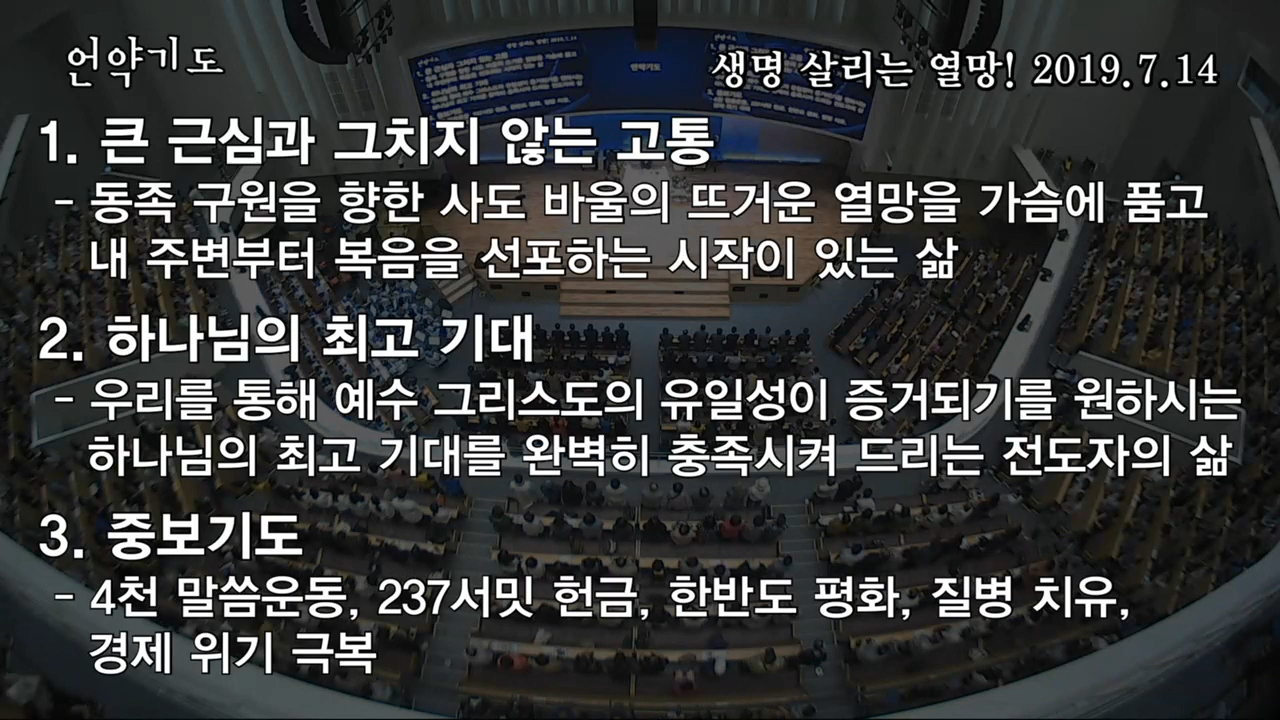 언약기도
생명 살리는 열망! 2019.7.14
1. 큰 근심과 그치지 않는 고통
- 동족 구원을 향한 사도 바울의 뜨거운 열망을 가슴에 품고
내 주변부터 복음을 선포하는 시작이 있는 삶
2. 하나님의 최고 기대
- 우리를 통해 예수 그리스도의 유일성이 증거되기를 원하시는
하나님의 최고 기대를 완벽히 충족시켜 드리는 전도자의 삶
3. 중보기도
- 4천 말씀운동, 237서밋 헌금, 한반도 평화, 질병 치유,
경제 위기 극복